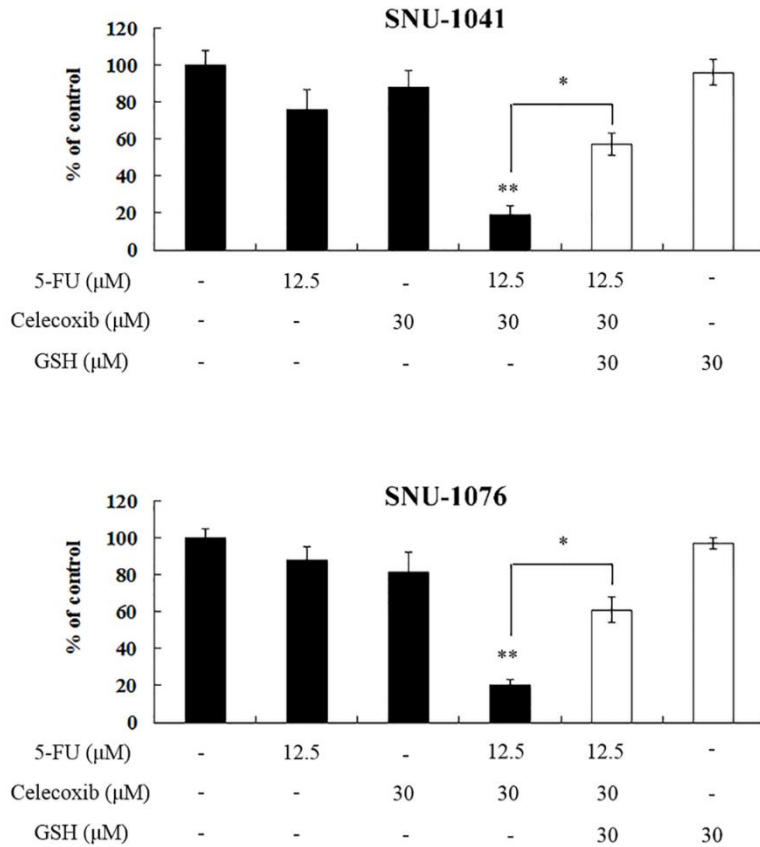 SNU-1041
120
100
80
60
40
20
0
% of control
*
**
5-FU (μM) - 12.5 - 12.5 12.5 -
Celecoxib (μM) - - 30 30 30 -
GSH (μM) - - - - 30 30
SNU-1076
120
100
80
60
40
20
0
% of control
*
**
5-FU (μM) - 12.5 - 12.5 12.5 -
Celecoxib (μM) - - 30 30 30 -
GSH (μM) - - - - 30 30